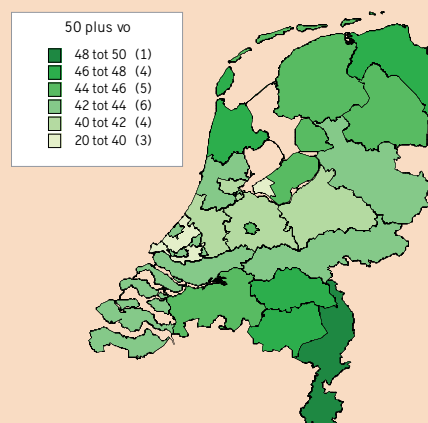 50 plus vo
48 tot 50 (1)
46 tot 48 (4)
44 tot 46 (5)
42 tot 44 (6)
40 tot 42 (4)
20 tot 40 (3)